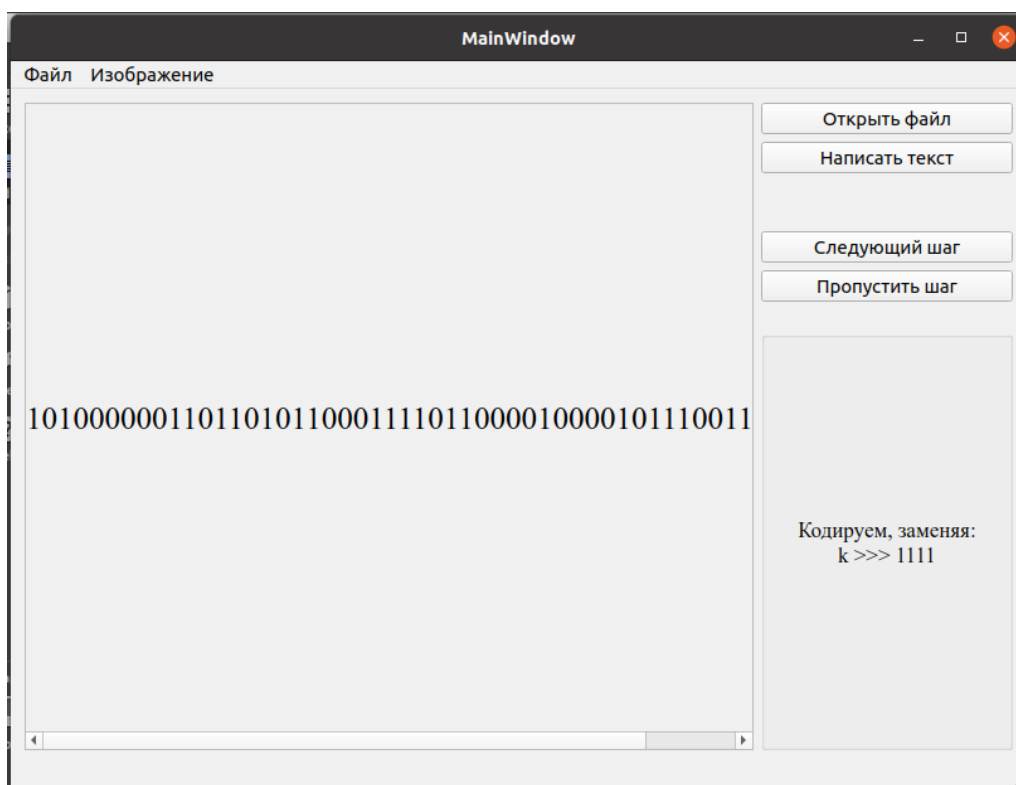 MainWindow
Файл Изображение
Открыть файл
Написать текст
Следующий шаг
Пропустить шаг
10100000011011010110001111011000010000101110011
Кодируем, заменяя:
k >>> 1111